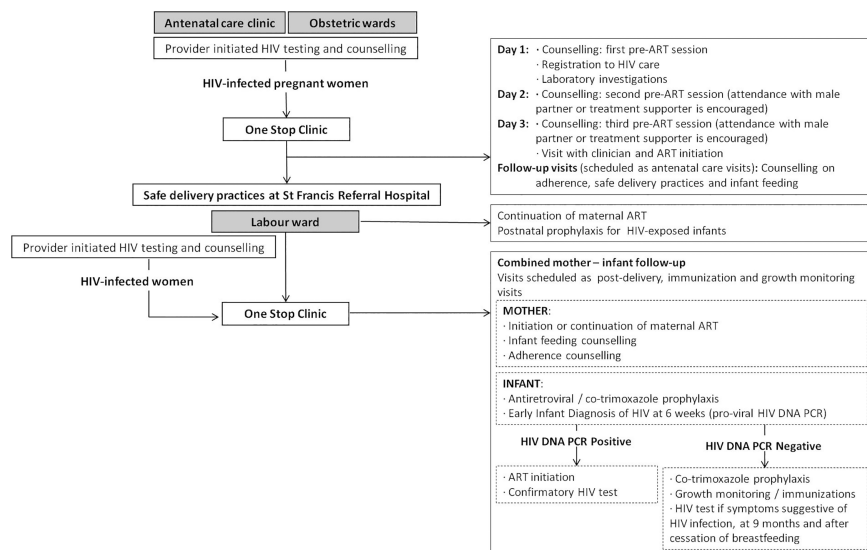 Antenatal care clinic
Obstetric wards
Provider initiated HIV testing and counselling
HIV-infected pregnant women
One Stop Clinic
Day 1: · Counselling: first pre-ART session
· Registration to HIV care
· Laboratory investigations
Day 2: · Counselling: second pre-ART session (attendance with male
partner or treatment supporter is encouraged)
Day 3: · Counselling: third pre-ART session (attendance with male
partner or treatment supporter is encouraged)
· Visit with clinician and ART initiation
Follow-up visits (scheduled as antenatal care visits): Counselling on
adherence, safe delivery practices and infant feeding
Safe delivery practices at St Francis Referral Hospital
Labour ward
Continuation of maternal ART
Postnatal prophylaxis for HIV-exposed infants
Provider initiated HIV testing and counselling
HIV-infected women
One Stop Clinic
Combined mother – infant follow-up
Visits scheduled as post-delivery, immunization and growth monitoring
visits
MOTHER:
· Initiation or continuation of maternal ART
· Infant feeding counselling
· Adherence counselling
INFANT:
· Antiretroviral / co-trimoxazole prophylaxis
· Early Infant Diagnosis of HIV at 6 weeks (pro-viral HIV DNA PCR)
HIV DNA PCR Positive
HIV DNA PCR Negative
· ART initiation
· Confirmatory HIV test
· Co-trimoxazole prophylaxis
· Growth monitoring / immunizations
· HIV test if symptoms suggestive of
HIV infection, at 9 months and after
cessation of breastfeeding